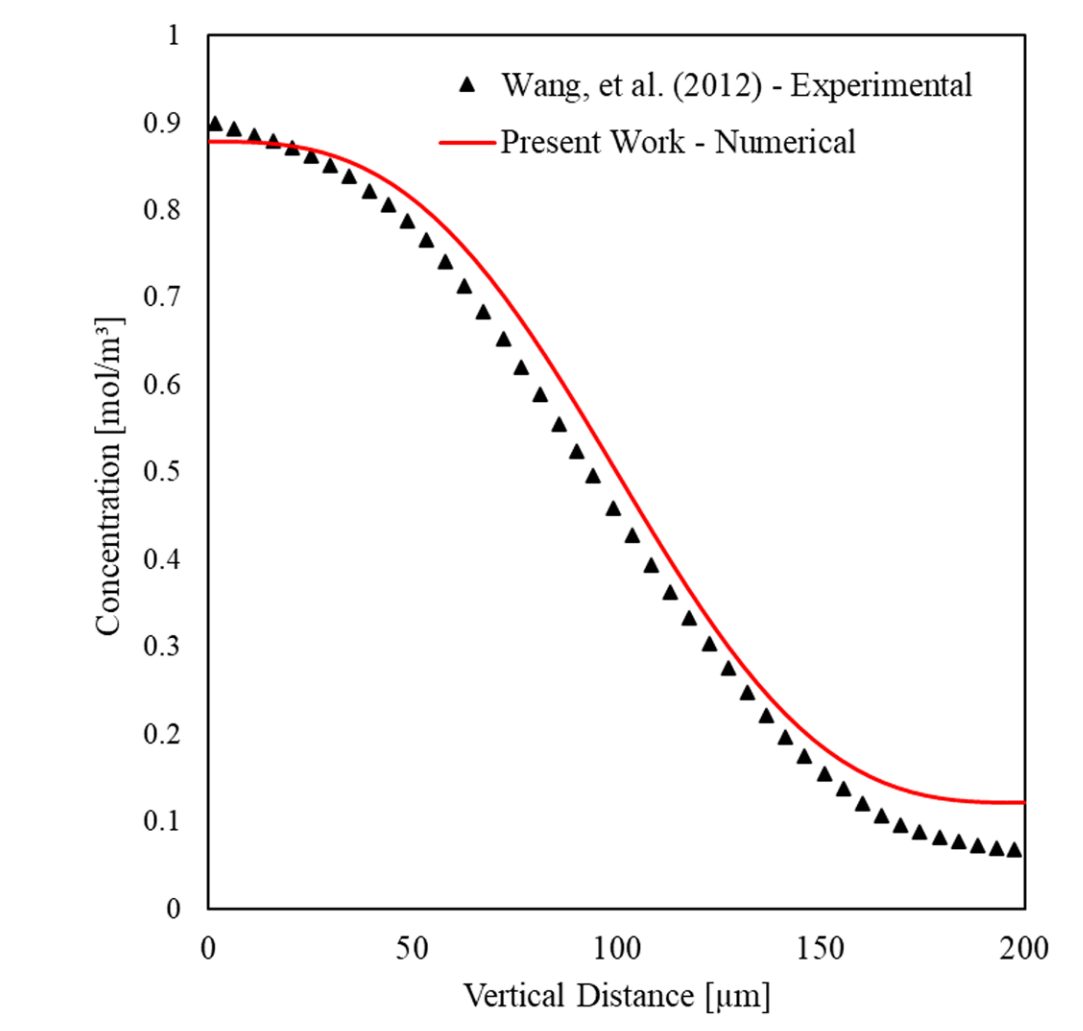 1
0.9
0.8
0.7
0.6
0.5
0.4
0.3
0.2
0.1
0
Concentration [mol/m³]
Wang, et al. (2012) - Experimental
Present Work - Numerical
0 50 100 150 200
Vertical Distance [µm]